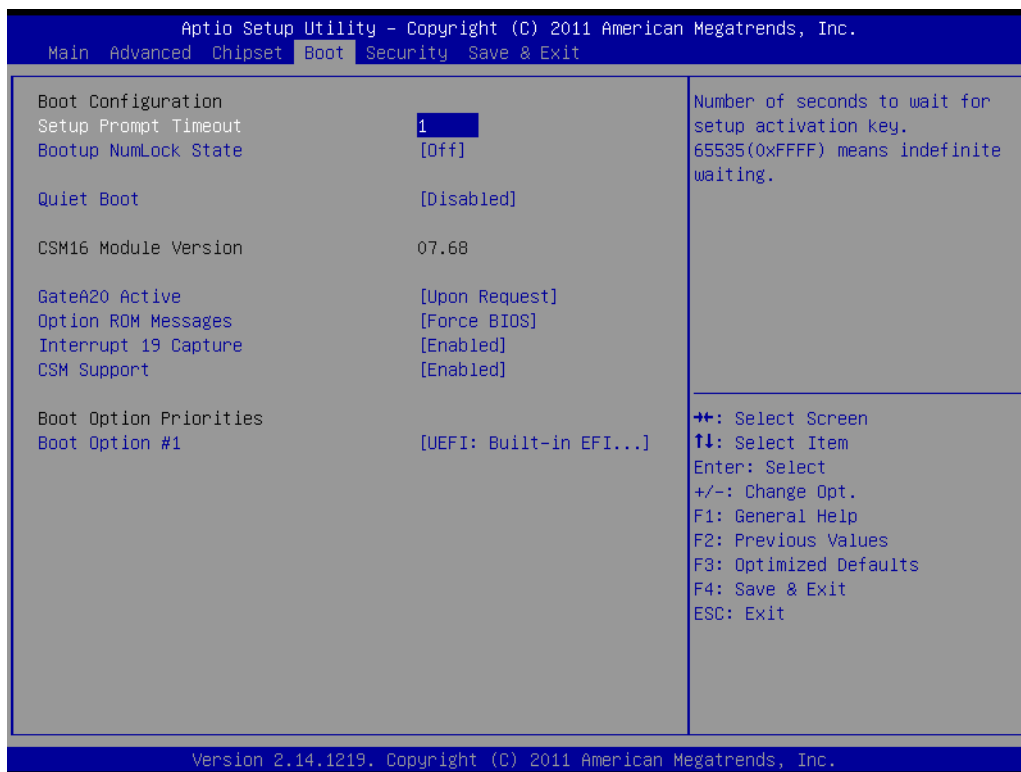 Aptio Setup Utility – Copyright (C) 2011 American Megatrends, Inc.
Main Advanced Chipset Boot Security Save & Exit
Boot Configuration
Setup Prompt Timeout 1
Bootup NumLock State [Off]
Quiet Boot [Disabled]
CSM16 Module Version 07.68
GateA20 Active [Upon Request]
Option ROM Messages [Force BIOS]
Interrupt 19 Capture [Enabled]
CSM Support [Enabled]
Boot Option Priorities
Boot Option #1 [UEFI: Built-in EFI...]
Number of seconds to wait for
setup activation key.
65535(0xFFFF) means indefinite
waiting.
→←: Select Screen
↑↓: Select Item
Enter: Select
+/-: Change Opt.
F1: General Help
F2: Previous Values
F3: Optimized Defaults
F4: Save & Exit
ESC: Exit
Version 2.14.1219. Copyright (C) 2011 American Megatrends, Inc.